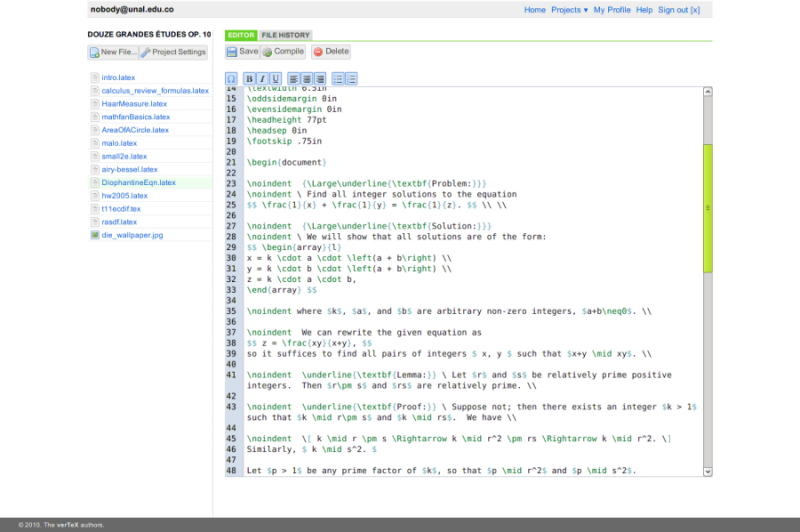 nobody@unal.edu.co
Home Projects ▾ My Profile Help Sign out [x]
DOUZE GRANDES ÉTUDES OP. 10
New File... Project Settings
intro.latex
calculus_review_formulas.latex
HaarMeasure.latex
mathfanBasics.latex
AreaOfACircle.latex
malo.latex
small2e.latex
airy-bessel.latex
DiophantineEqn.latex
hw2005.latex
t11ecdif.tex
rasdf.latex
die_wallpaper.jpg
EDITOR FILE HISTORY
Save Compile Delete
Ω B I U
14 \textwidth 6.5in
15 \oddsidemargin 0in
16 \evensidemargin 0in
17 \headheight 77pt
18 \headsep 0in
19 \footskip .75in
20
21 \begin{document}
22
23 \noindent  {\Large\underline{\textbf{Problem:}}}
24 \noindent \ Find all integer solutions to the equation
25 $$ \frac{1}{x} + \frac{1}{y} = \frac{1}{z}. $$ \\ \\
26
27 \noindent  {\Large\underline{\textbf{Solution:}}}
28 \noindent \ We will show that all solutions are of the form:
29 $$ \begin{array}{l}
30 x = k \cdot a \cdot \left(a + b\right) \\
31 y = k \cdot b \cdot \left(a + b\right) \\
32 z = k \cdot a \cdot b,
33 \end{array} $$
34
35 \noindent where $k$, $a$, and $b$ are arbitrary non-zero integers, $a+b\neq0$. \\
36
37 \noindent  We can rewrite the given equation as
38 $$ z = \frac{xy}{x+y}, $$
39 so it suffices to find all pairs of integers $ x, y $ such that $x+y \mid xy$. \\
40
41 \noindent  \underline{\textbf{Lemma:}} \ Let $r$ and $s$ be relatively prime positive
integers.  Then $r\pm s$ and $rs$ are relatively prime. \\
42
43 \noindent  \underline{\textbf{Proof:}} \ Suppose not; then there exists an integer $k > 1$
such that $k \mid r\pm s$ and $k \mid rs$.  We have \\
44
45 \noindent  \[ k \mid r \pm s \Rightarrow k \mid r^2 \pm rs \Rightarrow k \mid r^2. \]
46 Similarly, $ k \mid s^2. $
47
48 Let $p > 1$ be any prime factor of $k$, so that $p \mid r^2$ and $p \mid s^2$.
© 2010. The verTeX authors.